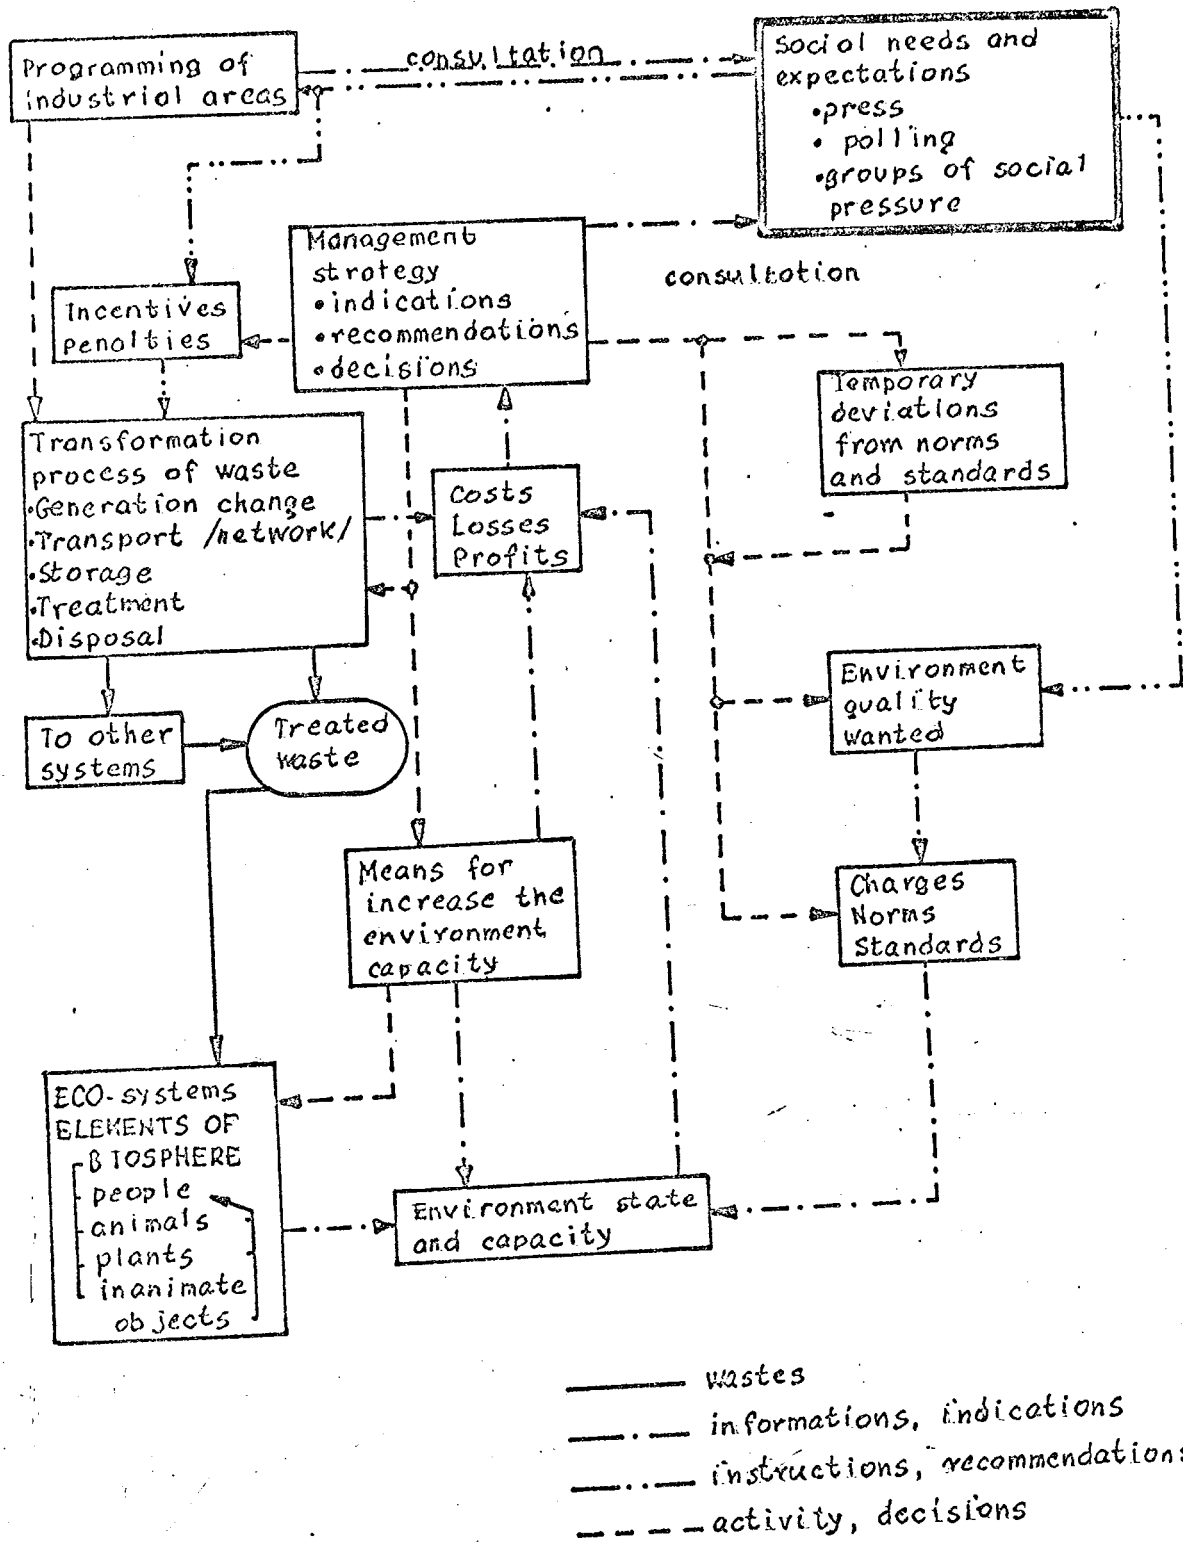 Programming of
industrial areas
consultation
Social needs and
expectations
•press
• polling
•groups of social
pressure
Management
strategy
•indications
•recommendations
•decisions
consultation
Incentives
penalties
Temporary
deviations
from norms
and standards
Transformation
process of waste
•Generation change
•Transport /network/
•Storage
•Treatment
•Disposal
Costs
Losses
Profits
Environment
quality
wanted
To other
systems
Treated
waste
Means for
increase the
environment
capacity
Charges
Norms
Standards
ECO-systems
ELEMENTS OF
BIOSPHERE
people
animals
plants
inanimate
objects
Environment state
and capacity
wastes
informations, indications
instructions, recommendations
activity, decisions